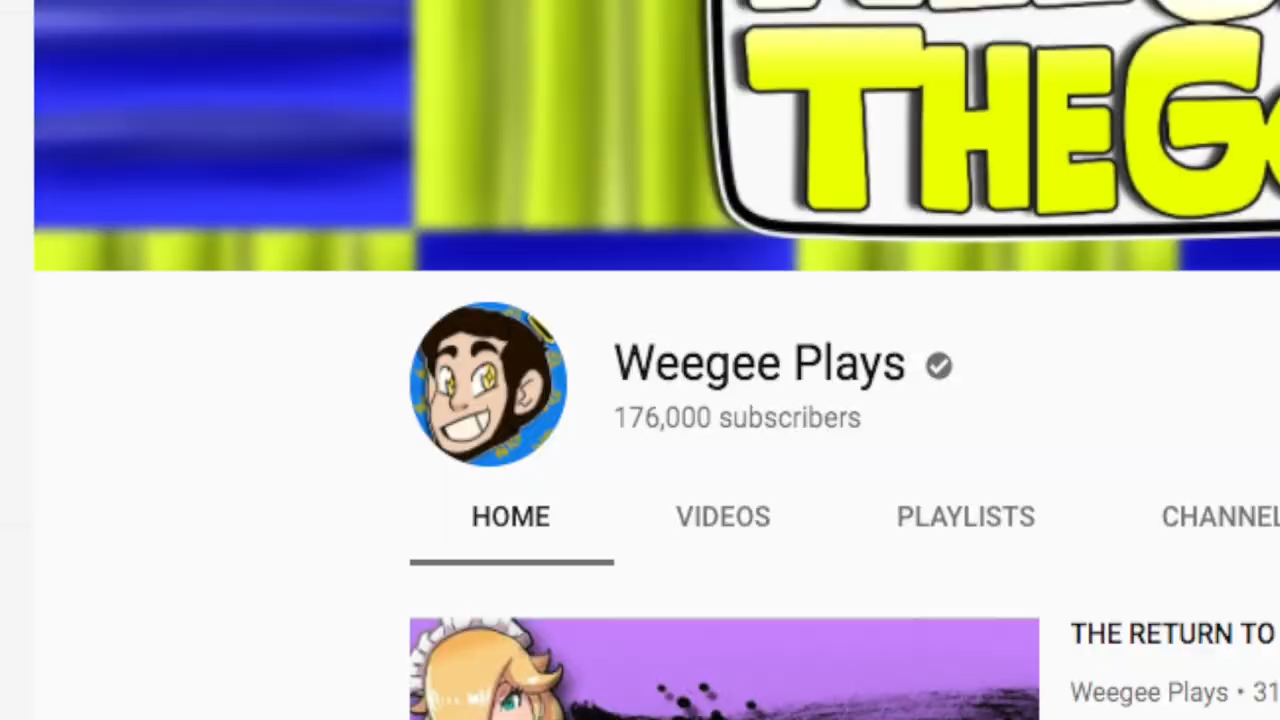 THEG
Weegee Plays
176,000 subscribers
HOME VIDEOS PLAYLISTS CHANNEL
THE RETURN TO
Weegee Plays • 31